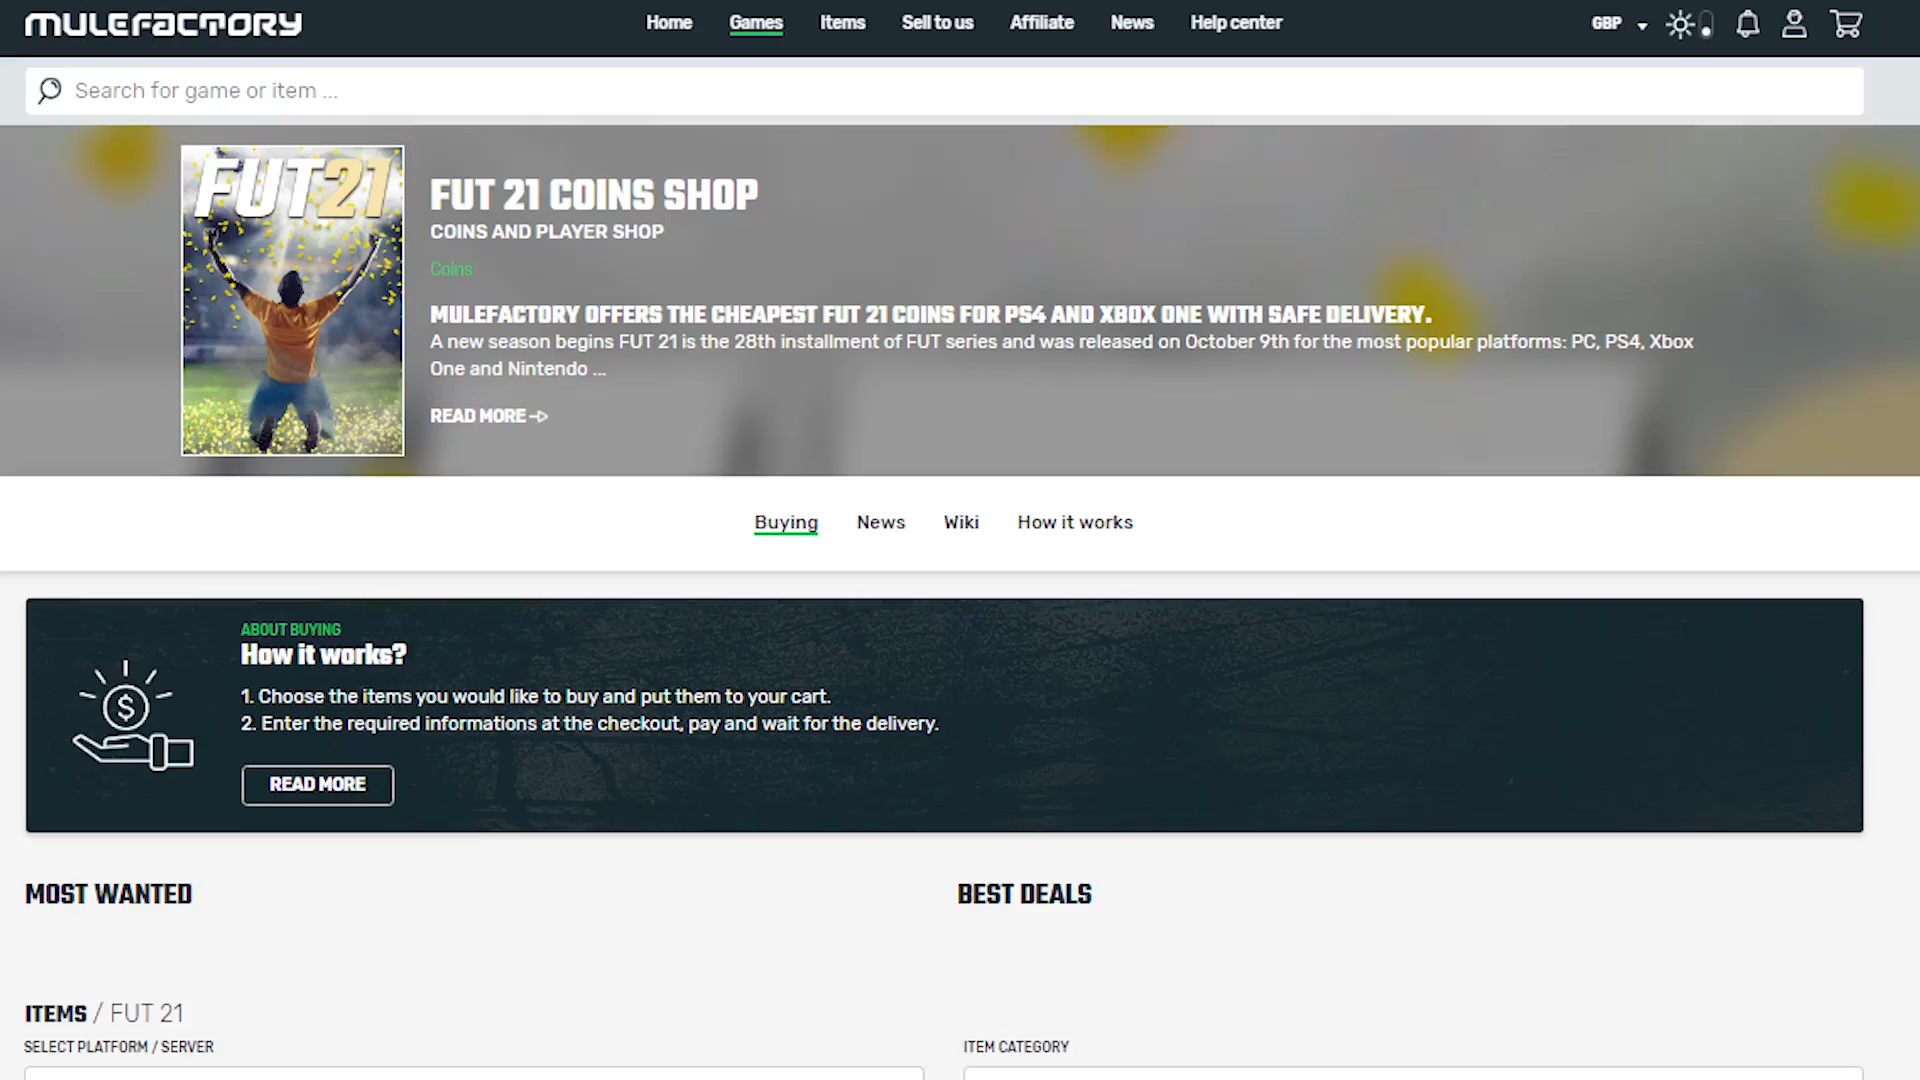 MULEFACTORY
Home Games Items Sell to us Affiliate News Help center
GBP
Search for game or item ...
FUT21
FUT 21 COINS SHOP
COINS AND PLAYER SHOP
Coins
MULEFACTORY OFFERS THE CHEAPEST FUT 21 COINS FOR PS4 AND XBOX ONE WITH SAFE DELIVERY.
A new season begins FUT 21 is the 28th installment of FUT series and was released on October 9th for the most popular platforms: PC, PS4, Xbox
One and Nintendo ...
READ MORE
Buying News Wiki How it works
ABOUT BUYING
How it works?
1. Choose the items you would like to buy and put them to your cart.
2. Enter the required informations at the checkout, pay and wait for the delivery.
READ MORE
MOST WANTED
BEST DEALS
ITEMS / FUT 21
SELECT PLATFORM / SERVER
ITEM CATEGORY